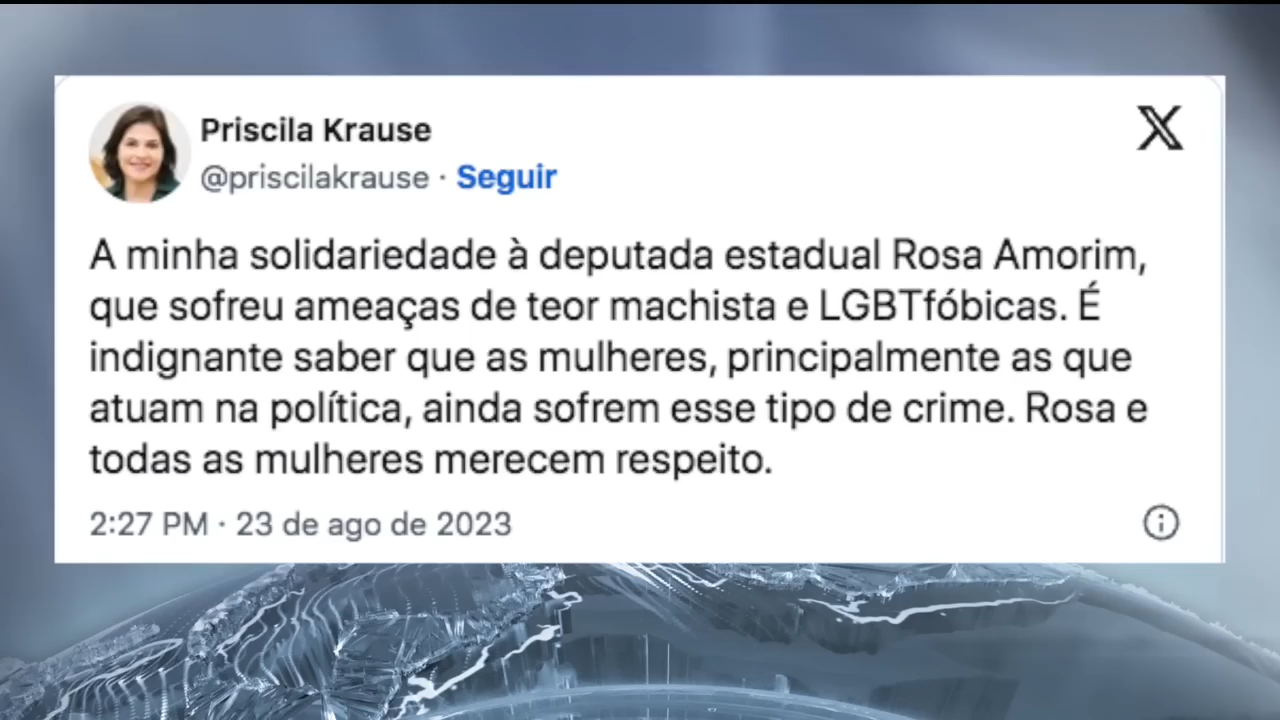 Priscila Krause
@priscilakrause · Seguir
A minha solidariedade à deputada estadual Rosa Amorim,
que sofreu ameaças de teor machista e LGBTfóbicas. É
indignante saber que as mulheres, principalmente as que
atuam na política, ainda sofrem esse tipo de crime. Rosa e
todas as mulheres merecem respeito.
2:27 PM · 23 de ago de 2023